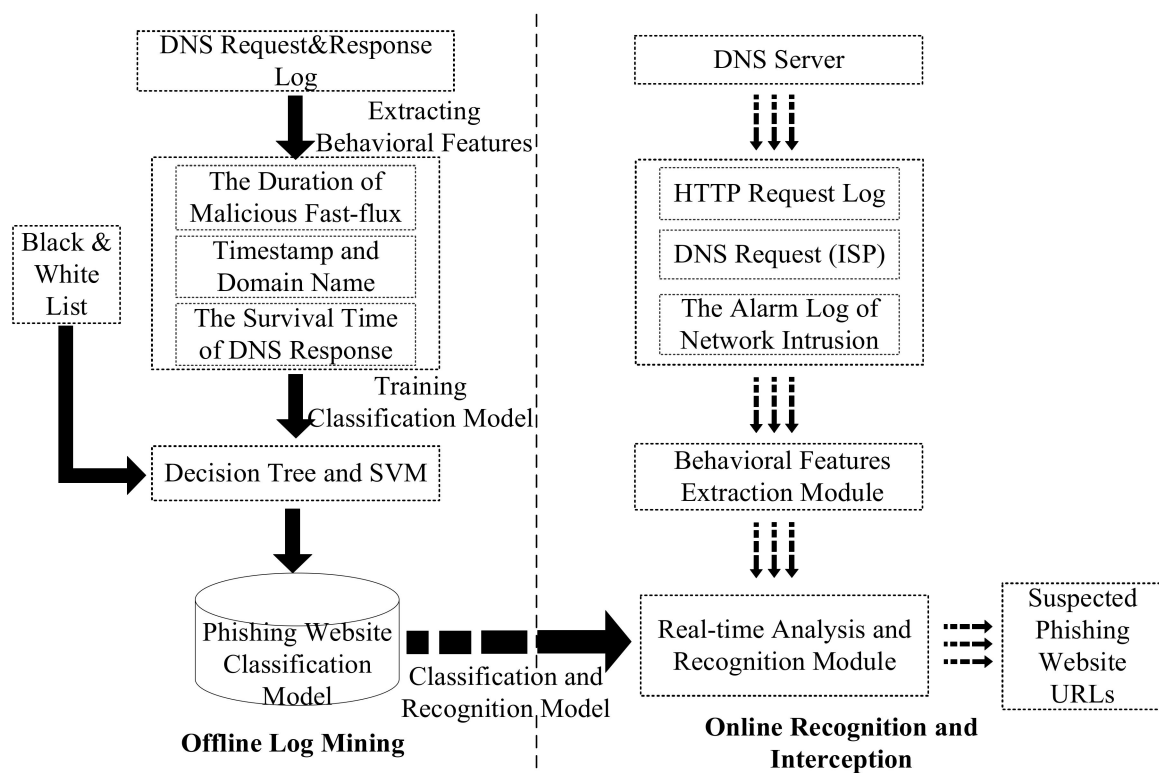 DNS Request&Response
Log
Extracting
Behavioral Features
The Duration of
Malicious Fast-flux
Timestamp and
Domain Name
The Survival Time
of DNS Response
Black &
White
List
Training
Classification Model
Decision Tree and SVM
Phishing Website
Classification
Model
Classification and
Recognition Model
Offline Log Mining
DNS Server
HTTP Request Log
DNS Request (ISP)
The Alarm Log of
Network Intrusion
Behavioral Features
Extraction Module
Real-time Analysis and
Recognition Module
Suspected
Phishing
Website
URLs
Online Recognition and
Interception